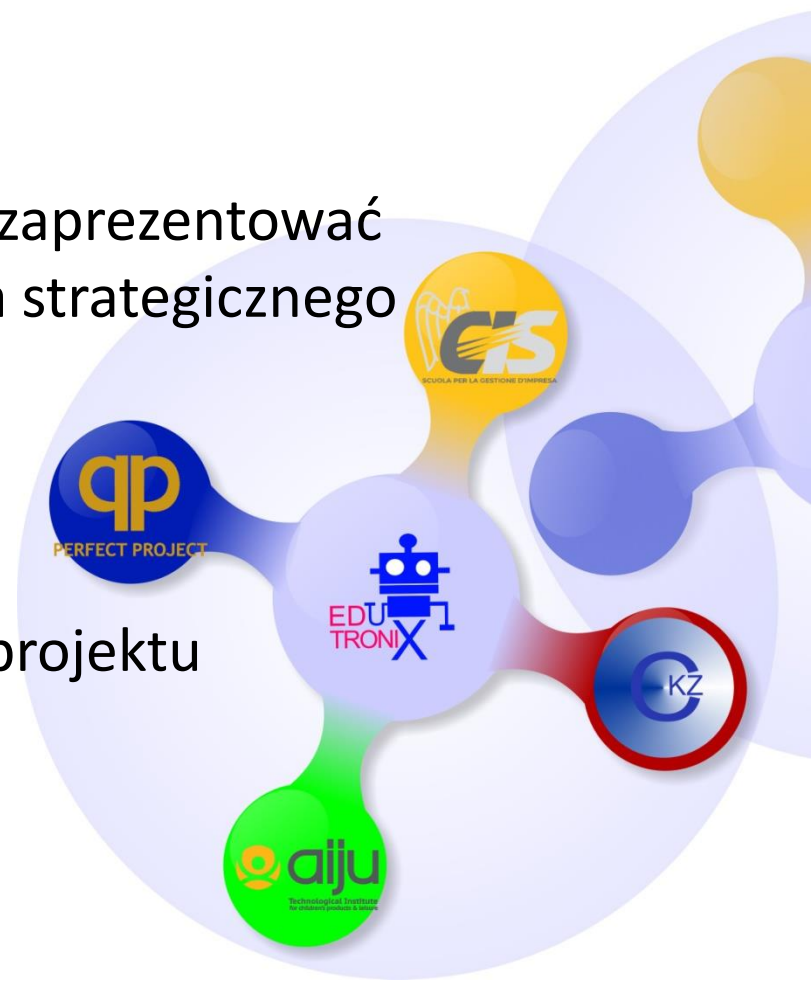 zaprezentować
strategicznego
CIS
SCUOLA PER LA GESTIONE D'IMPRESA
qp
PERFECT PROJECT
EDU
TRONIX
projektu
CKZ
aiju
Technological Institute
for children's products & leisure